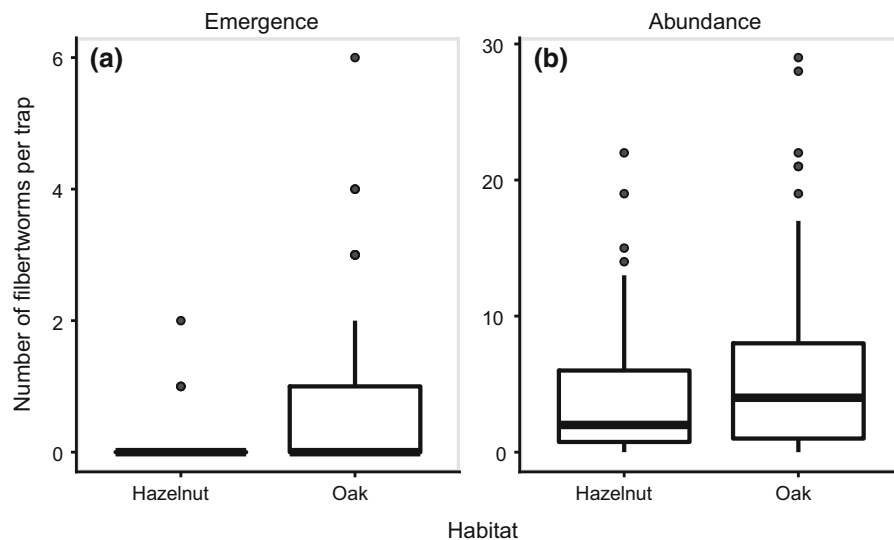 Emergence
Abundance
(a)
(b)
Number of filbertworms per trap
6
4
2
0
30
20
10
0
Hazelnut
Oak
Hazelnut
Oak
Habitat